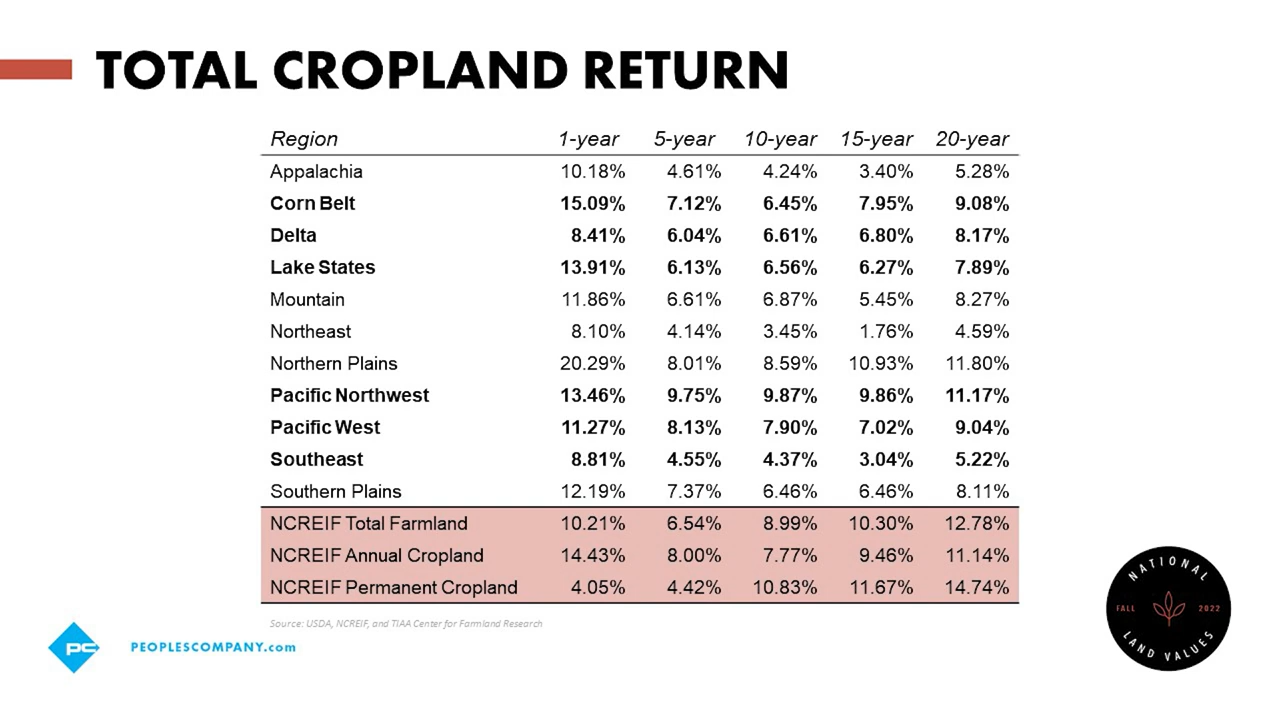 TOTAL CROPLAND RETURN
Region 1-year 5-year 10-year 15-year 20-year
Appalachia 10.18% 4.61% 4.24% 3.40% 5.28%
Corn Belt 15.09% 7.12% 6.45% 7.95% 9.08%
Delta 8.41% 6.04% 6.61% 6.80% 8.17%
Lake States 13.91% 6.13% 6.56% 6.27% 7.89%
Mountain 11.86% 6.61% 6.87% 5.45% 8.27%
Northeast 8.10% 4.14% 3.45% 1.76% 4.59%
Northern Plains 20.29% 8.01% 8.59% 10.93% 11.80%
Pacific Northwest 13.46% 9.75% 9.87% 9.86% 11.17%
Pacific West 11.27% 8.13% 7.90% 7.02% 9.04%
Southeast 8.81% 4.55% 4.37% 3.04% 5.22%
Southern Plains 12.19% 7.37% 6.46% 6.46% 8.11%
NCREIF Total Farmland 10.21% 6.54% 8.99% 10.30% 12.78%
NCREIF Annual Cropland 14.43% 8.00% 7.77% 9.46% 11.14%
NCREIF Permanent Cropland 4.05% 4.42% 10.83% 11.67% 14.74%
Source: USDA, NCREIF, and TIAA Center for Farmland Research
PC
PEOPLESCOMPANY.com
NATIONAL
FALL 2022
LAND VALUES